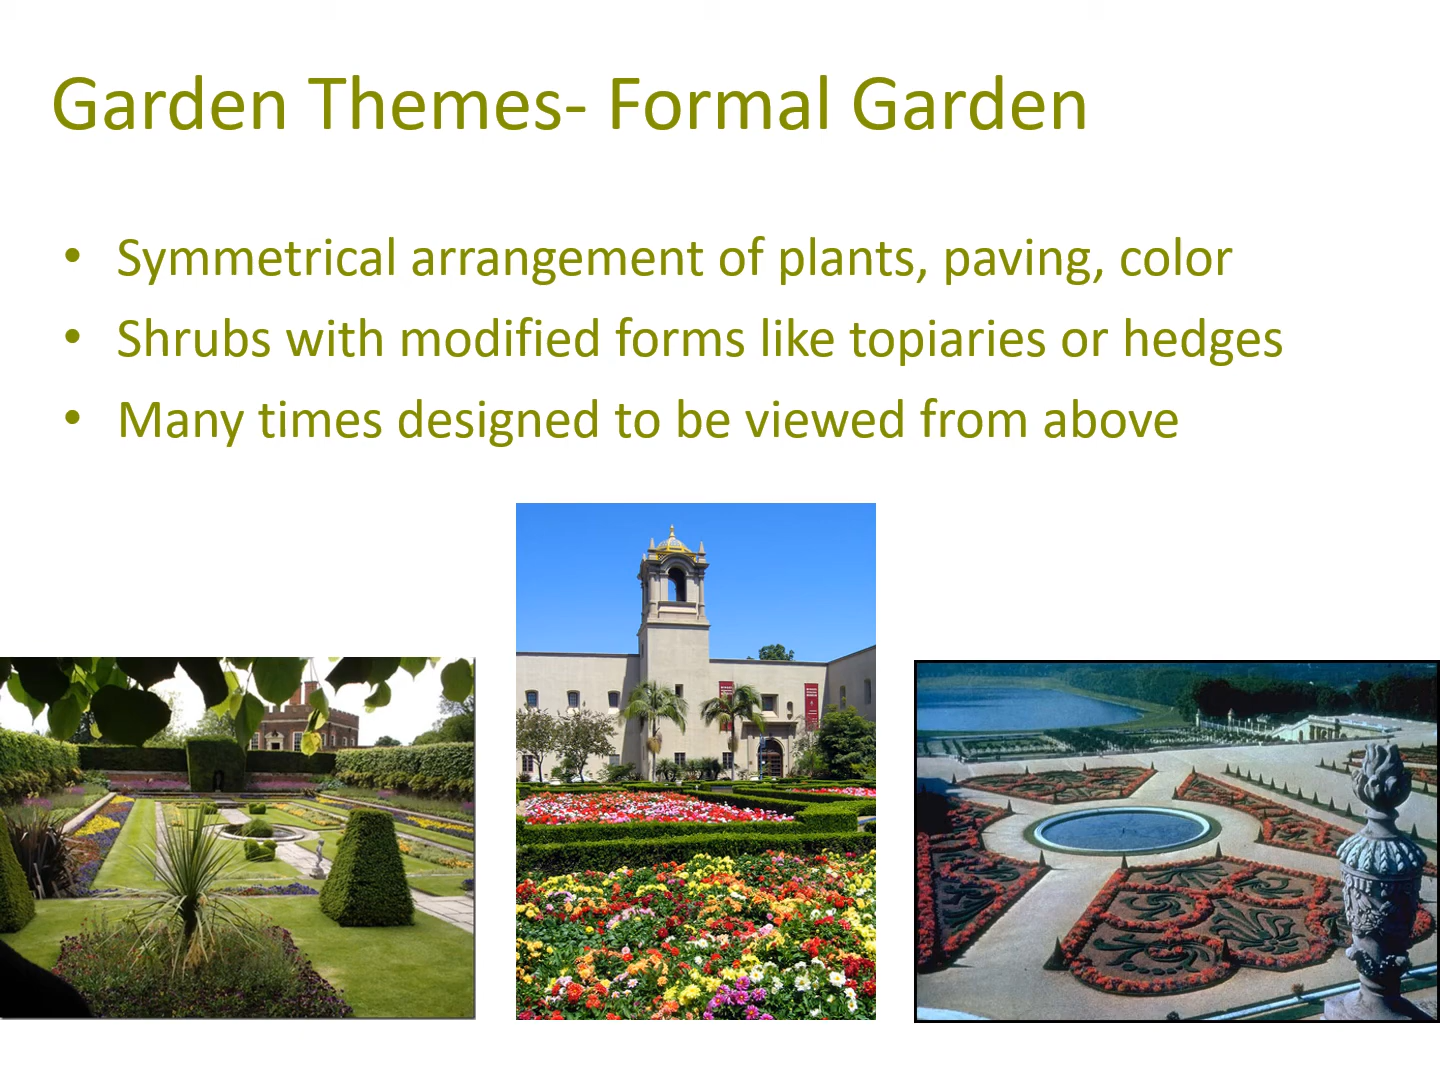 Garden Themes- Formal Garden
• Symmetrical arrangement of plants, paving, color
• Shrubs with modified forms like topiaries or hedges
• Many times designed to be viewed from above